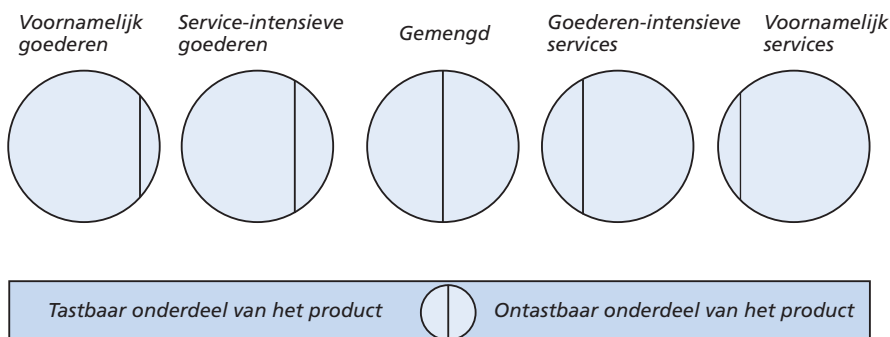 Voornamelijk
goederen
Service-intensieve
goederen
Gemengd
Goederen-intensieve
services
Voornamelijk
services
Tastbaar onderdeel van het product
Ontastbaar onderdeel van het product